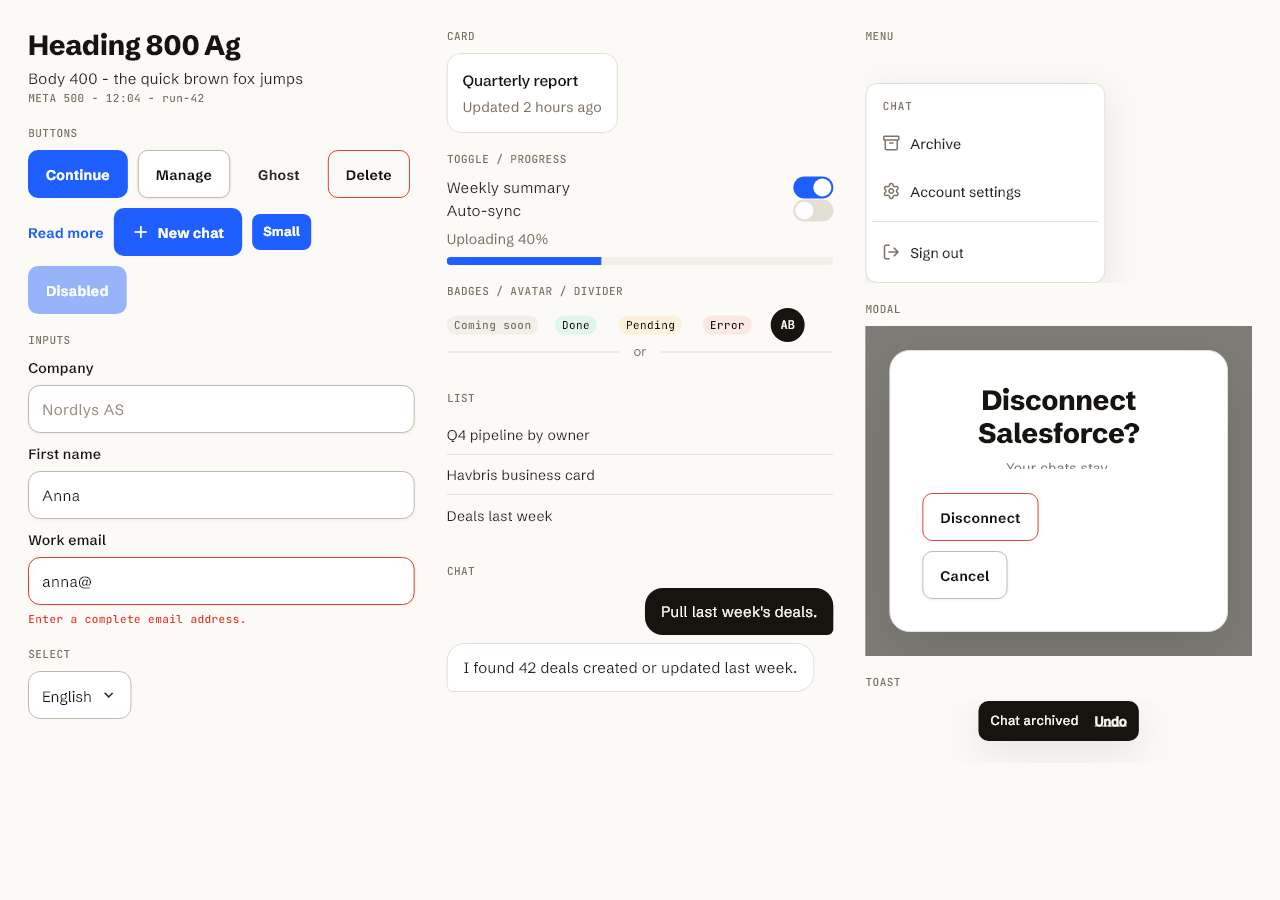 Heading 800 Ag
Body 400 - the quick brown fox jumps
META 500 - 12:04 - run-42
BUTTONS
Continue
Manage
Ghost
Delete
Read more
New chat
Small
Disabled
INPUTS
Company
Nordlys AS
First name
Anna
Work email
anna@
Enter a complete email address.
SELECT
English
CARD
Quarterly report
Updated 2 hours ago
TOGGLE / PROGRESS
Weekly summary
Auto-sync
Uploading 40%
BADGES / AVATAR / DIVIDER
Coming soon
Done
Pending
Error
AB
or
LIST
Q4 pipeline by owner
Havbris business card
Deals last week
CHAT
Pull last week's deals.
I found 42 deals created or updated last week.
MENU
CHAT
Archive
Account settings
Sign out
MODAL
Disconnect
Salesforce?
Your chats stay
Disconnect
Cancel
TOAST
Chat archived
Undo